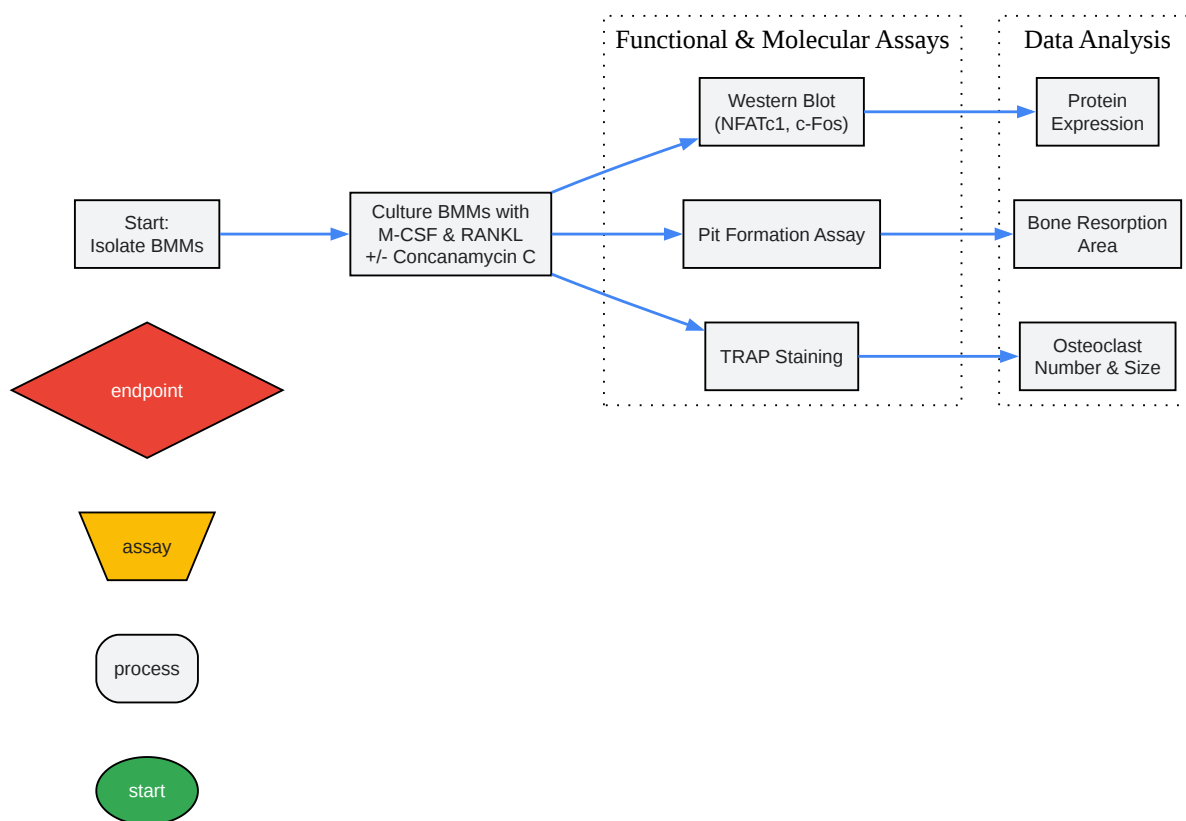 Functional & Molecular Assays
Data Analysis
Western Blot
(NFATc1, c-Fos)
Protein
Expression
Start:
Isolate BMMs
Culture BMMs with
M-CSF & RANKL
+/- Concanamycin C
Pit Formation Assay
Bone Resorption
Area
TRAP Staining
Osteoclast
Number & Size
endpoint
assay
process
start